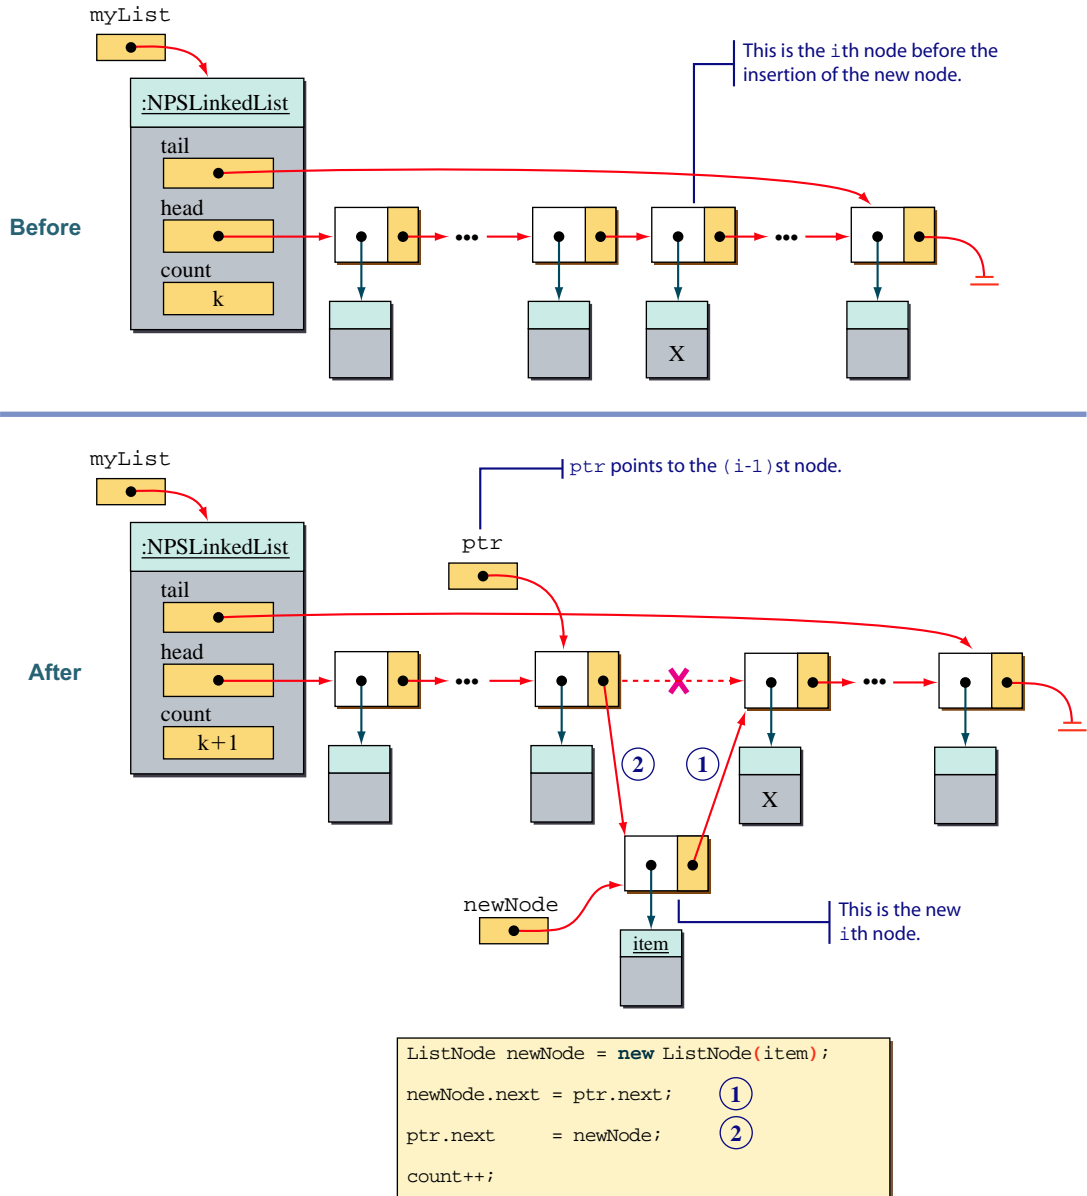 myList
This is the ith node before the
insertion of the new node.
:NPSLinkedList
tail
head
Before
count
k
X
myList
ptr points to the (i-1)st node.
:NPSLinkedList
ptr
tail
head
After
count
k+1
2
1
X
newNode
This is the new
ith node.
item
ListNode newNode = new ListNode(item);
newNode.next = ptr.next; 1
ptr.next = newNode; 2
count++;